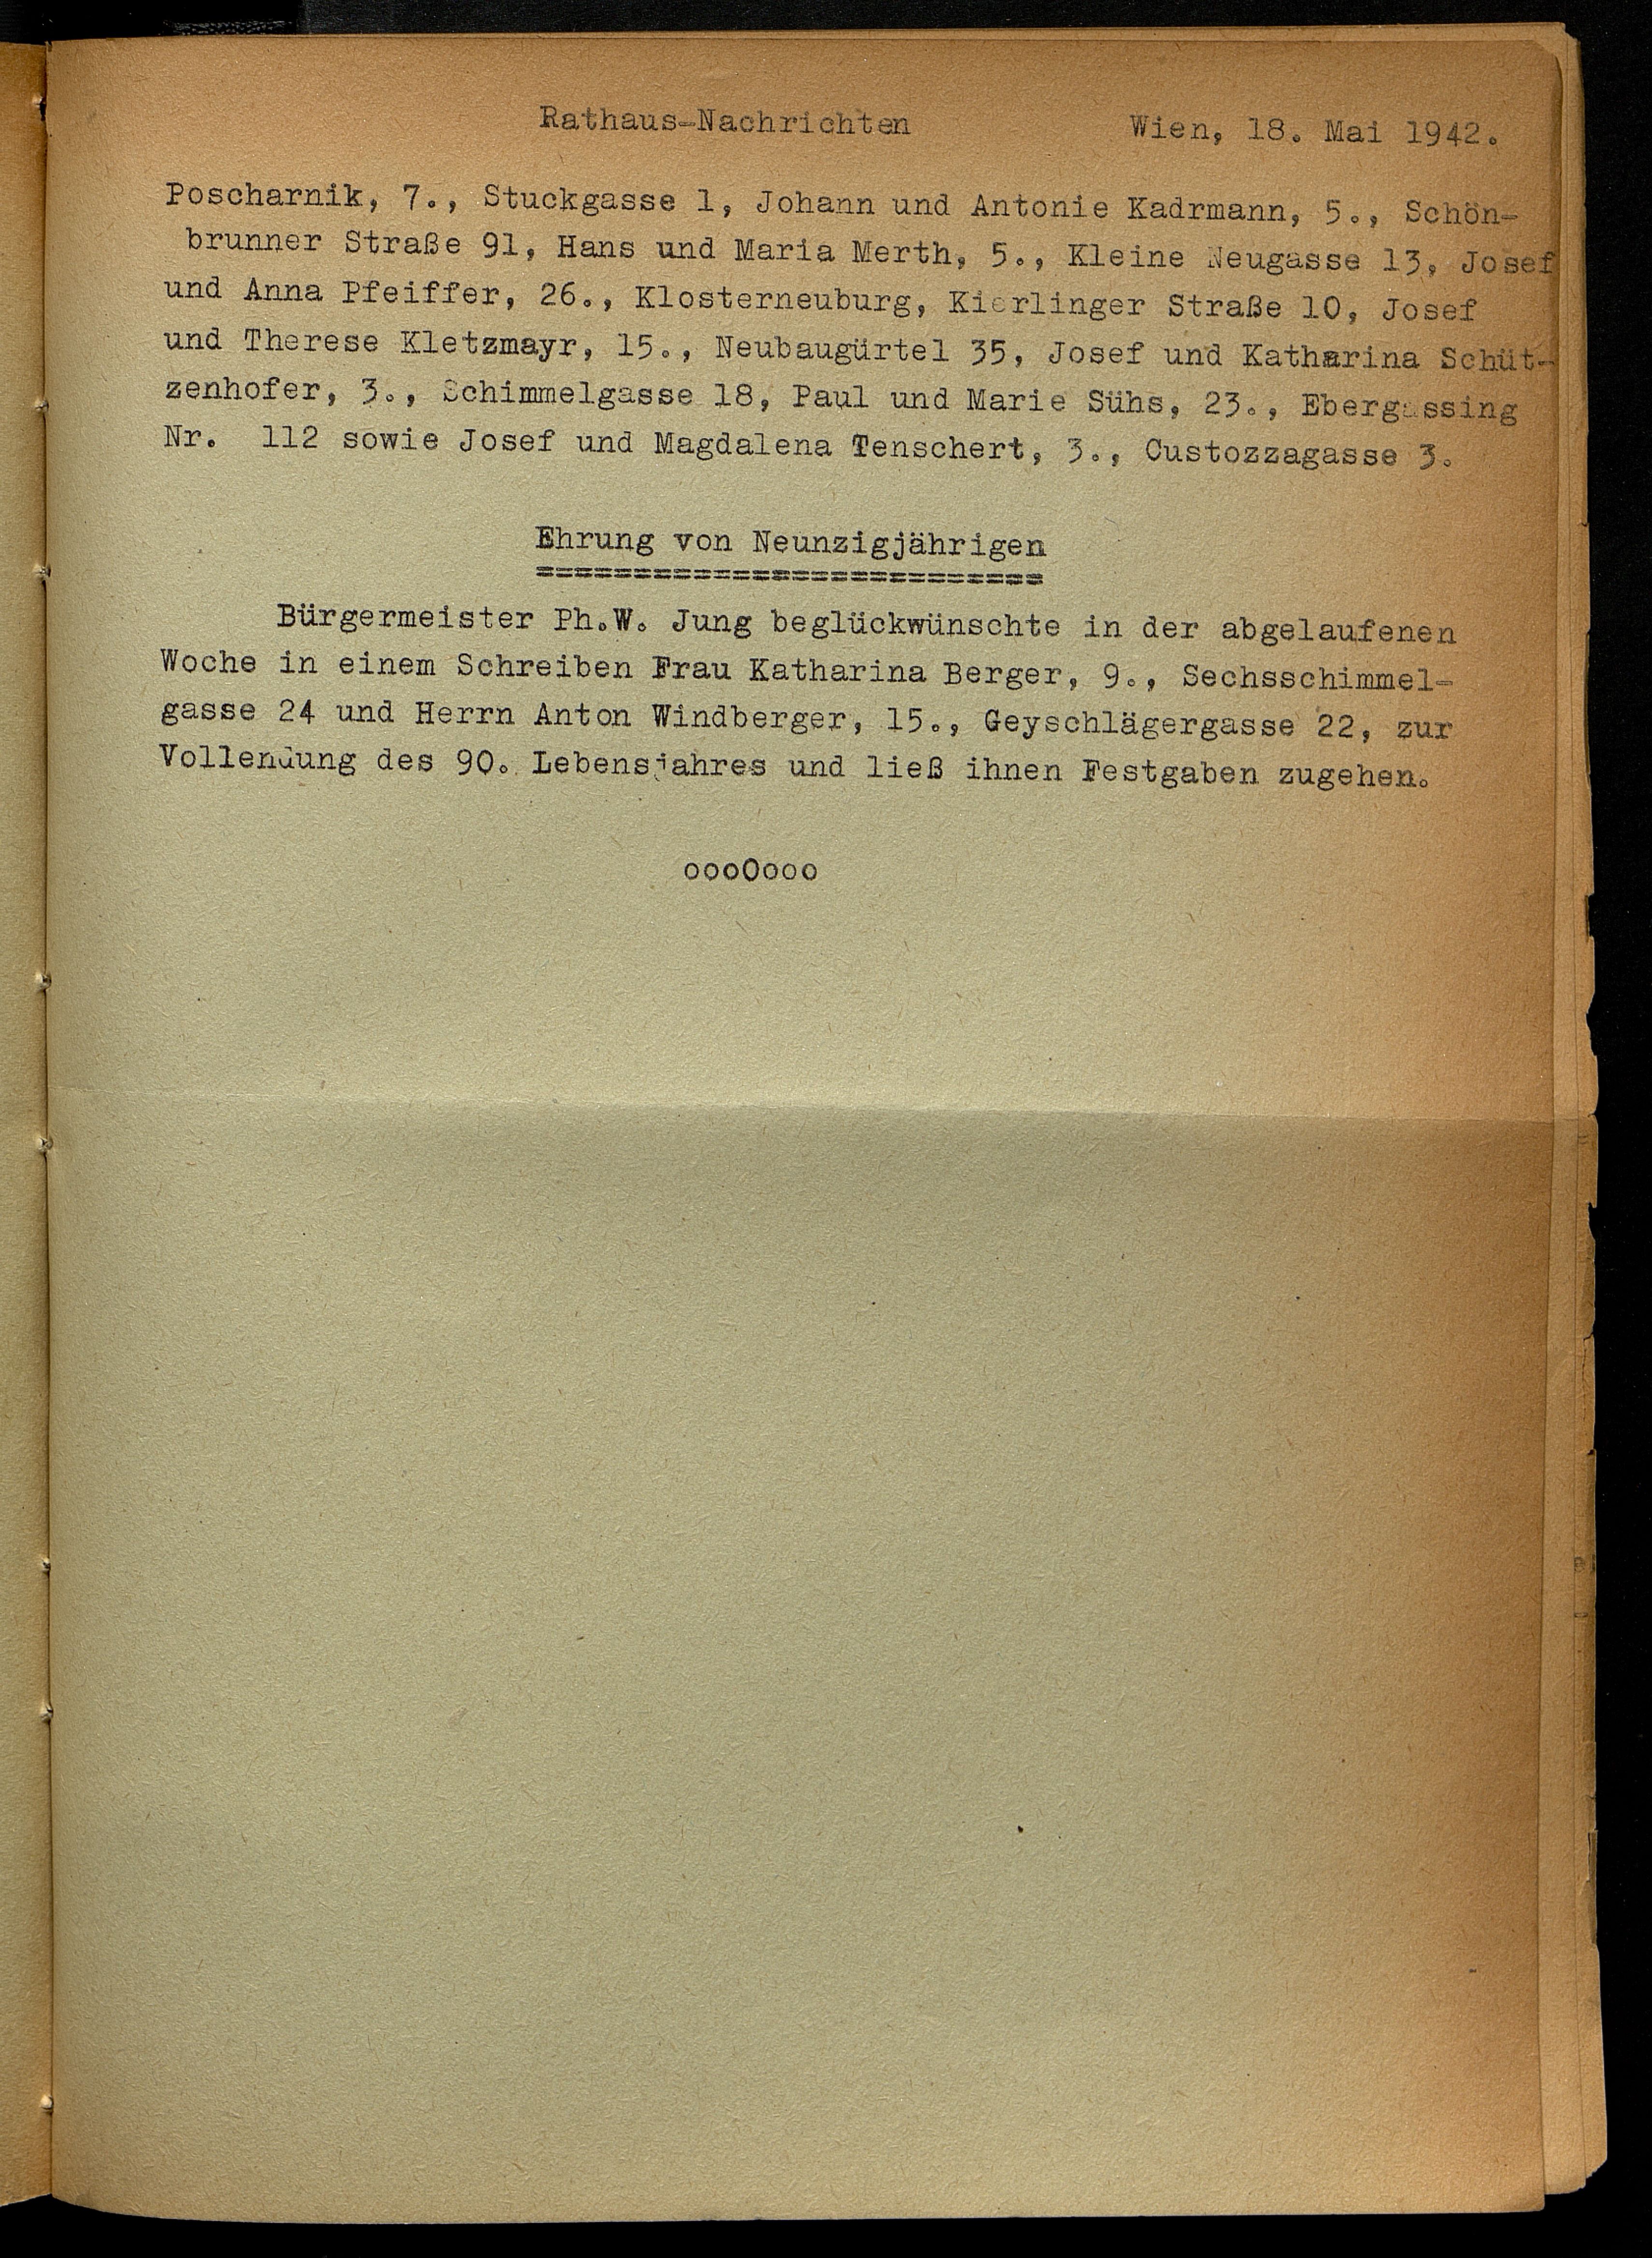 Rathaus-Nachrichten Wien, 18. Mai 1942.
Poscharnik, 7., Stuckgasse 1, Johann und Antonie Kadrmann, 5., Schön-
brunner Straße 91, Hans und Maria Merth, 5., Kleine Neugasse 13, Josef
und Anna Pfeiffer, 26., Klosterneuburg, Kierlinger Straße 10, Josef
und Therese Kletzmayr, 15., Neubaugürtel 35, Josef und Katharina Schüt-
zenhofer, 3., Schimmelgasse 18, Paul und Marie Sühs, 23., Ebergassing
Nr. 112 sowie Josef und Magdalena Tenschert, 3., Custozzagasse 3.
Ehrung von Neunzigjährigen
==========================
Bürgermeister Ph.W. Jung beglückwünschte in der abgelaufenen
Woche in einem Schreiben Frau Katharina Berger, 9., Sechsschimmel-
gasse 24 und Herrn Anton Windberger, 15., Geyschlägergasse 22, zur
Vollendung des 90. Lebensjahres und ließ ihnen Festgaben zugehen.
oooOooo